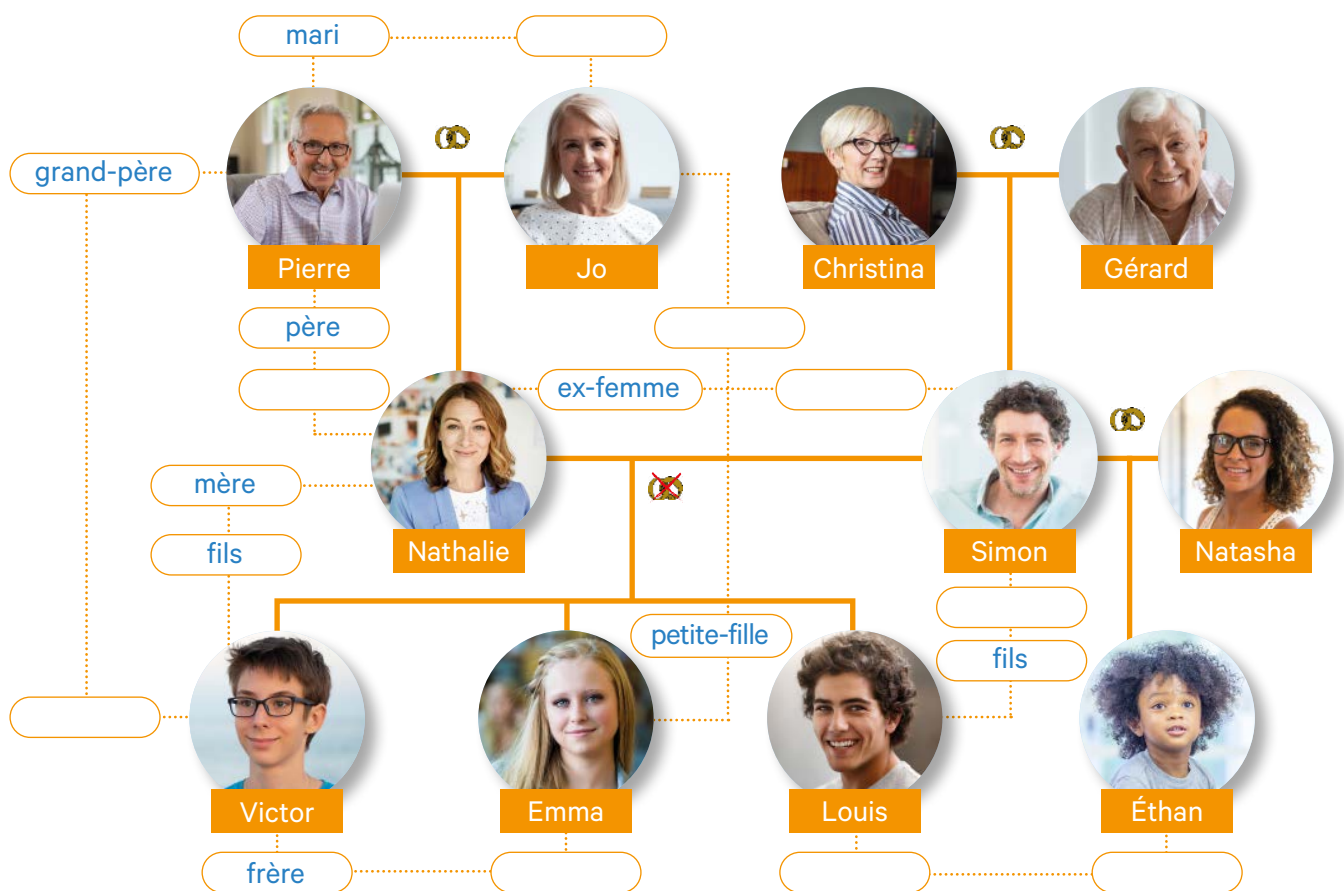 mari
grand-père
Pierre
Jo
Christina
Gérard
père
ex-femme
mère
fils
Nathalie
Simon
Natasha
petite-fille
fils
Victor
Emma
Louis
Éthan
frère